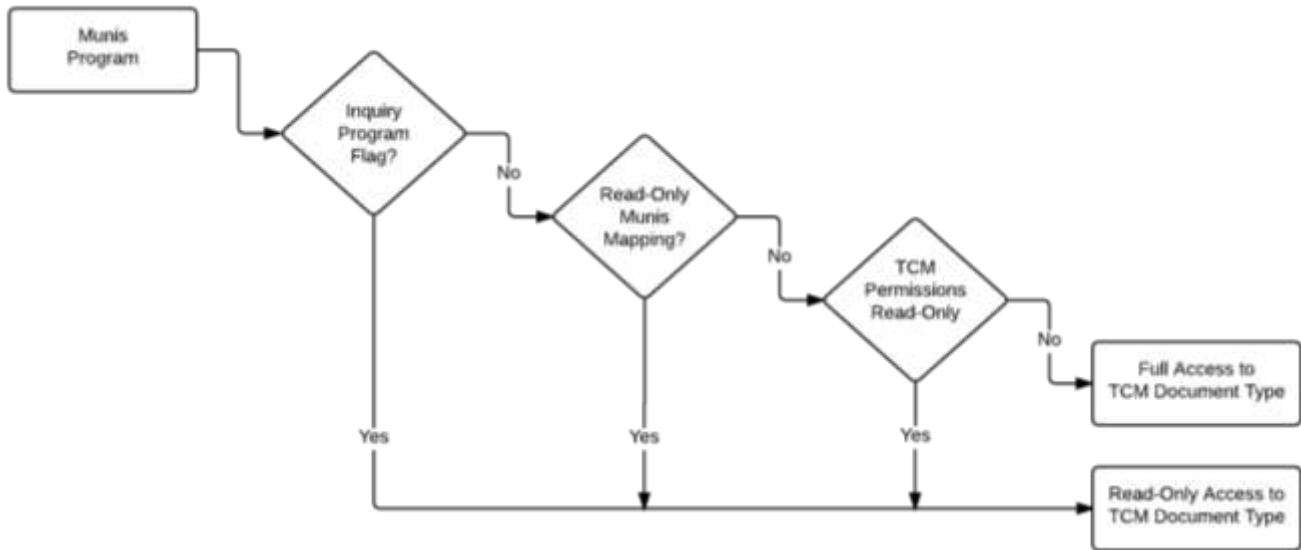 Munis
Program
Inquiry
Program
Flag?
No
Read-Only
Munis
Mapping?
No
TCM
Permissions
Read-Only
No
Full Access to
TCM Document Type
Yes
Yes
Yes
Read-Only Access to
TCM Document Type